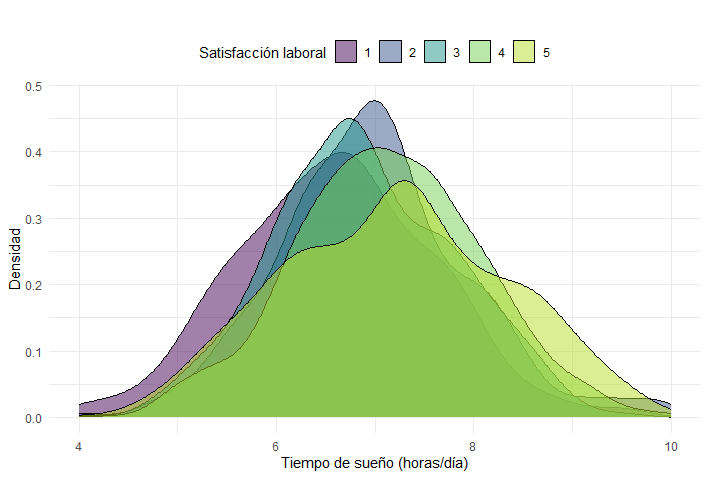 Satisfacción laboral 1 2 3 4 5
0.5
0.4
0.3
0.2
0.1
0.0
Densidad
4 6 8 10
Tiempo de sueño (horas/día)